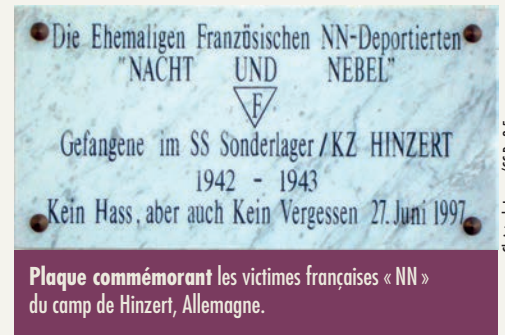 Die Ehemaligen Französischen NN-Deportierten
"NACHT UND NEBEL"
F
Gefangene im SS Sonderlager/KZ HINZERT
1942 - 1943
Kein Hass, aber auch Kein Vergessen 27. Juni 1997
Plaque commémorant les victimes françaises « NN »
du camp de Hinzert, Allemagne.